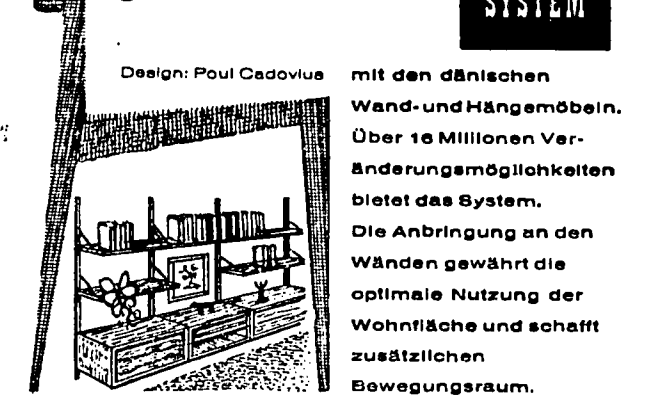 SYSTEM
Design: Poul Cadovius
mit den dänischen
Wand- und Hängemöbeln.
Über 16 Millionen Ver-
änderungsmöglichkeiten
bietet das System.
Die Anbringung an den
Wänden gewährt die
optimale Nutzung der
Wohnfläche und schafft
zusätzlichen
Bewegungsraum.